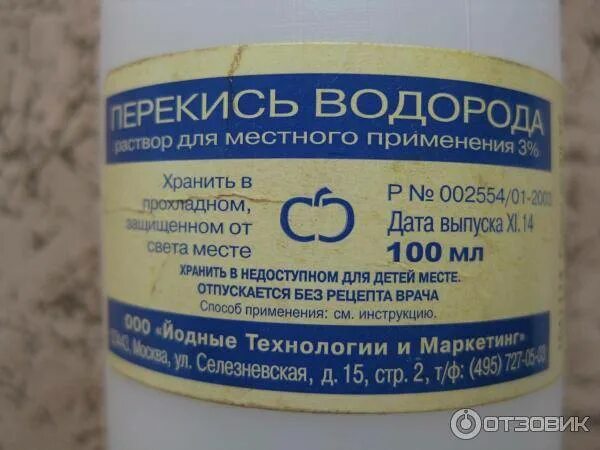 ПЕРЕКИСЬ ВОДОРОДА
раствор для местного применения 3%
Хранить в
прохладном,
защищенном от
света месте
Р № 002554/01-2003
Дата выпуска XI.14
100 мл
ХРАНИТЬ В НЕДОСТУПНОМ ДЛЯ ДЕТЕЙ МЕСТЕ.
ОТПУСКАЕТСЯ БЕЗ РЕЦЕПТА ВРАЧА
Способ применения: см. инструкцию.
ООО «Йодные Технологии и Маркетинг»
Москва, ул. Селезневская, д. 15, стр. 2, т/ф: (495) 727-05-03
ОТЗОВИК